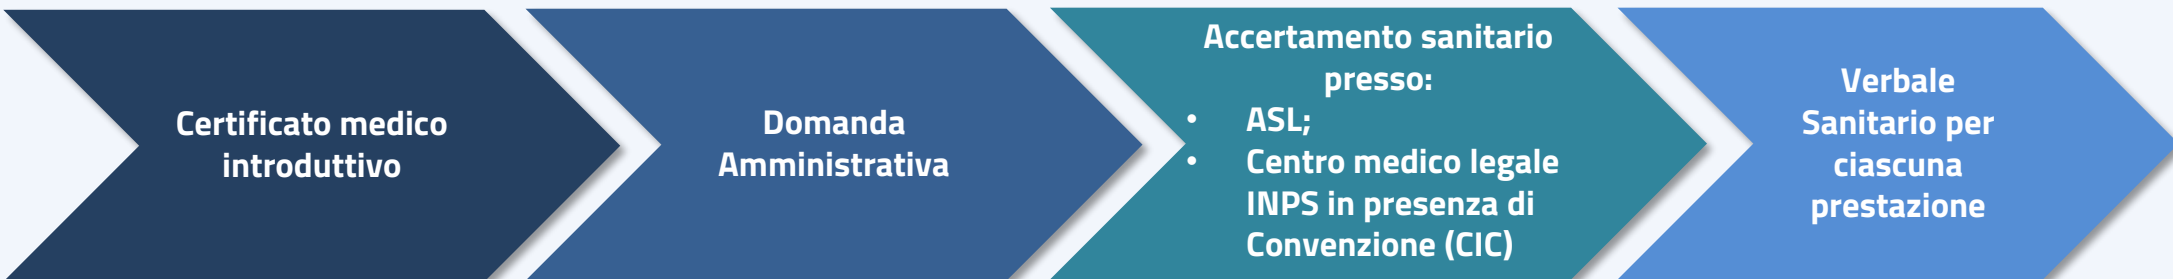 Certificato medico
introduttivo
Domanda
Amministrativa
Accertamento sanitario
presso:
• ASL;
• Centro medico legale
INPS in presenza di
Convenzione (CIC)
Verbale
Sanitario per
ciascuna
prestazione